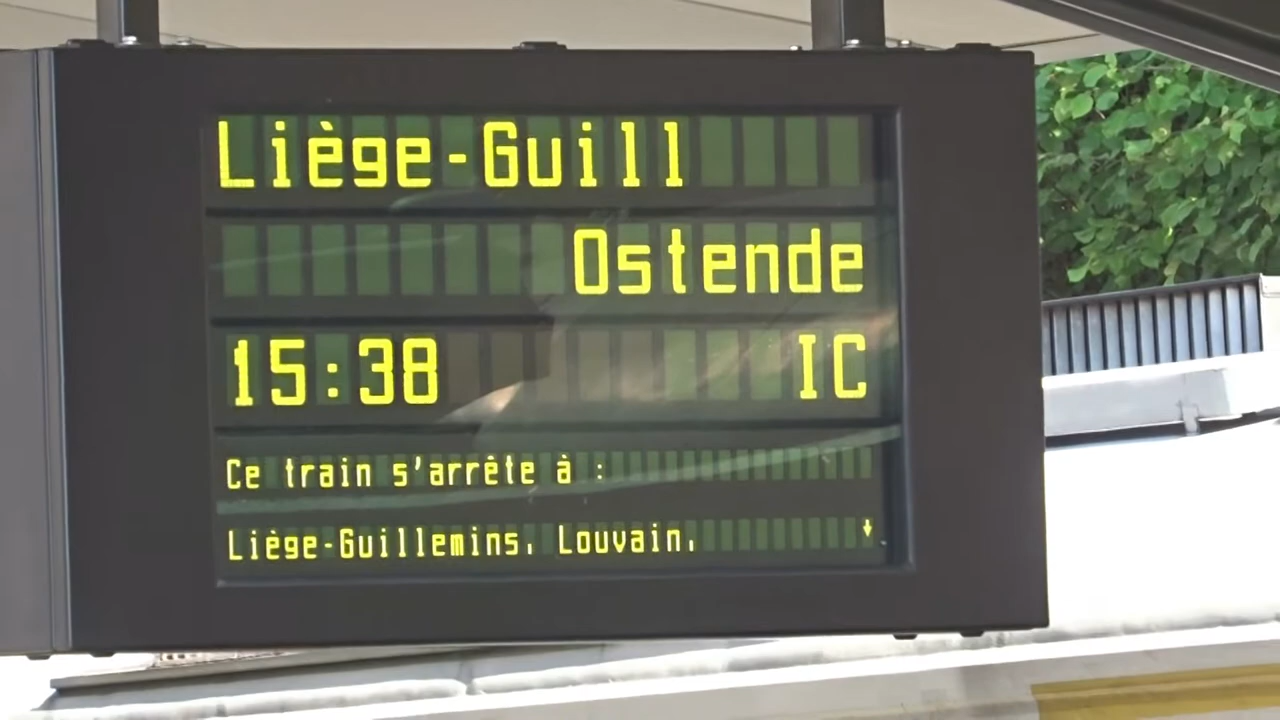 Liège-Guill
Ostende
15:38 IC
Ce train s'arrête à :
Liège-Guillemins, Louvain,